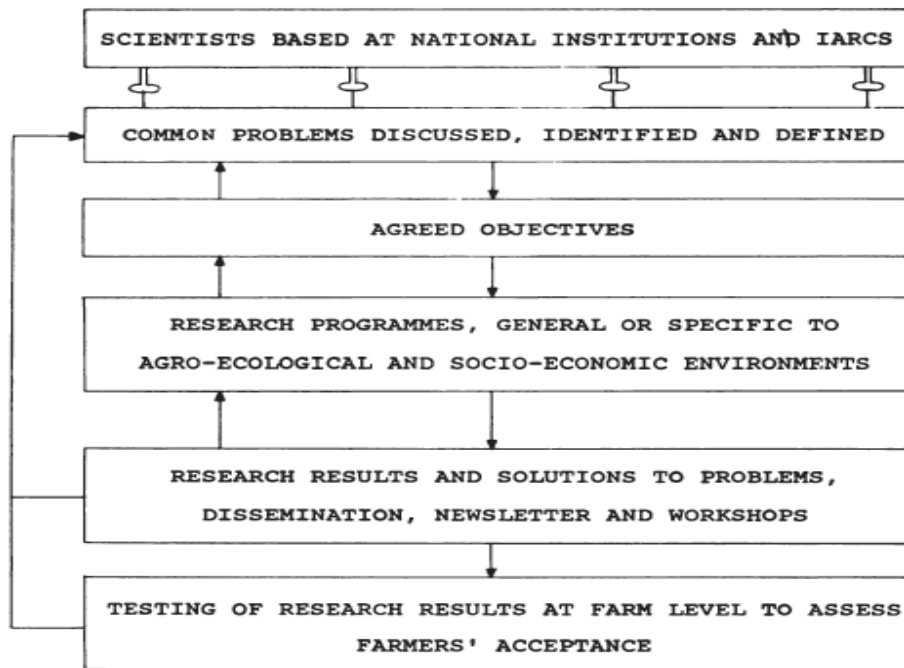 SCIENTISTS BASED AT NATIONAL INSTITUTIONS AND IARCS
COMMON PROBLEMS DISCUSSED, IDENTIFIED AND DEFINED
AGREED OBJECTIVES
RESEARCH PROGRAMMES, GENERAL OR SPECIFIC TO
AGRO-ECOLOGICAL AND SOCIO-ECONOMIC ENVIRONMENTS
RESEARCH RESULTS AND SOLUTIONS TO PROBLEMS,
DISSEMINATION, NEWSLETTER AND WORKSHOPS
TESTING OF RESEARCH RESULTS AT FARM LEVEL TO ASSESS
FARMERS' ACCEPTANCE